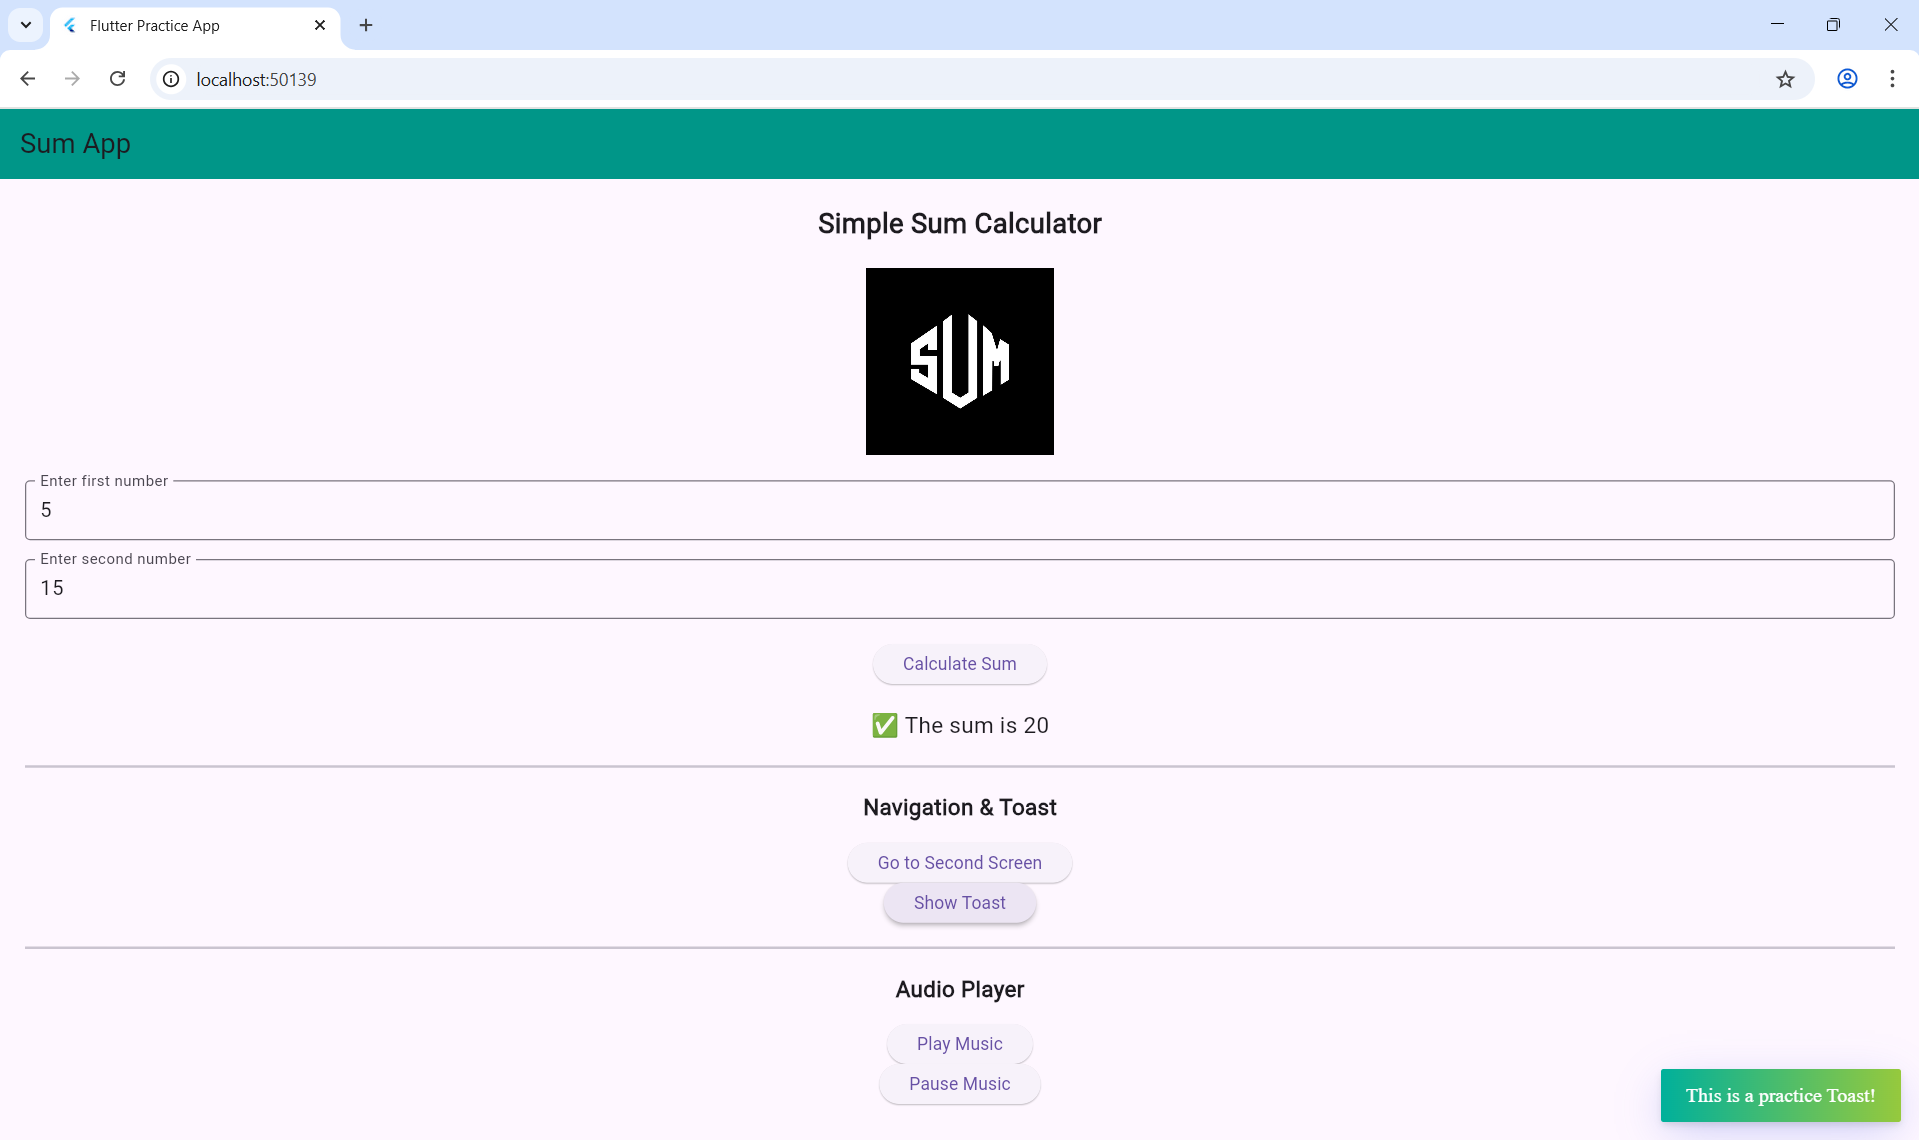 Flutter Practice App
localhost:50139
Sum App
Simple Sum Calculator
SUM
Enter first number
5
Enter second number
15
Calculate Sum
✅ The sum is 20
Navigation & Toast
Go to Second Screen
Show Toast
Audio Player
Play Music
Pause Music
This is a practice Toast!